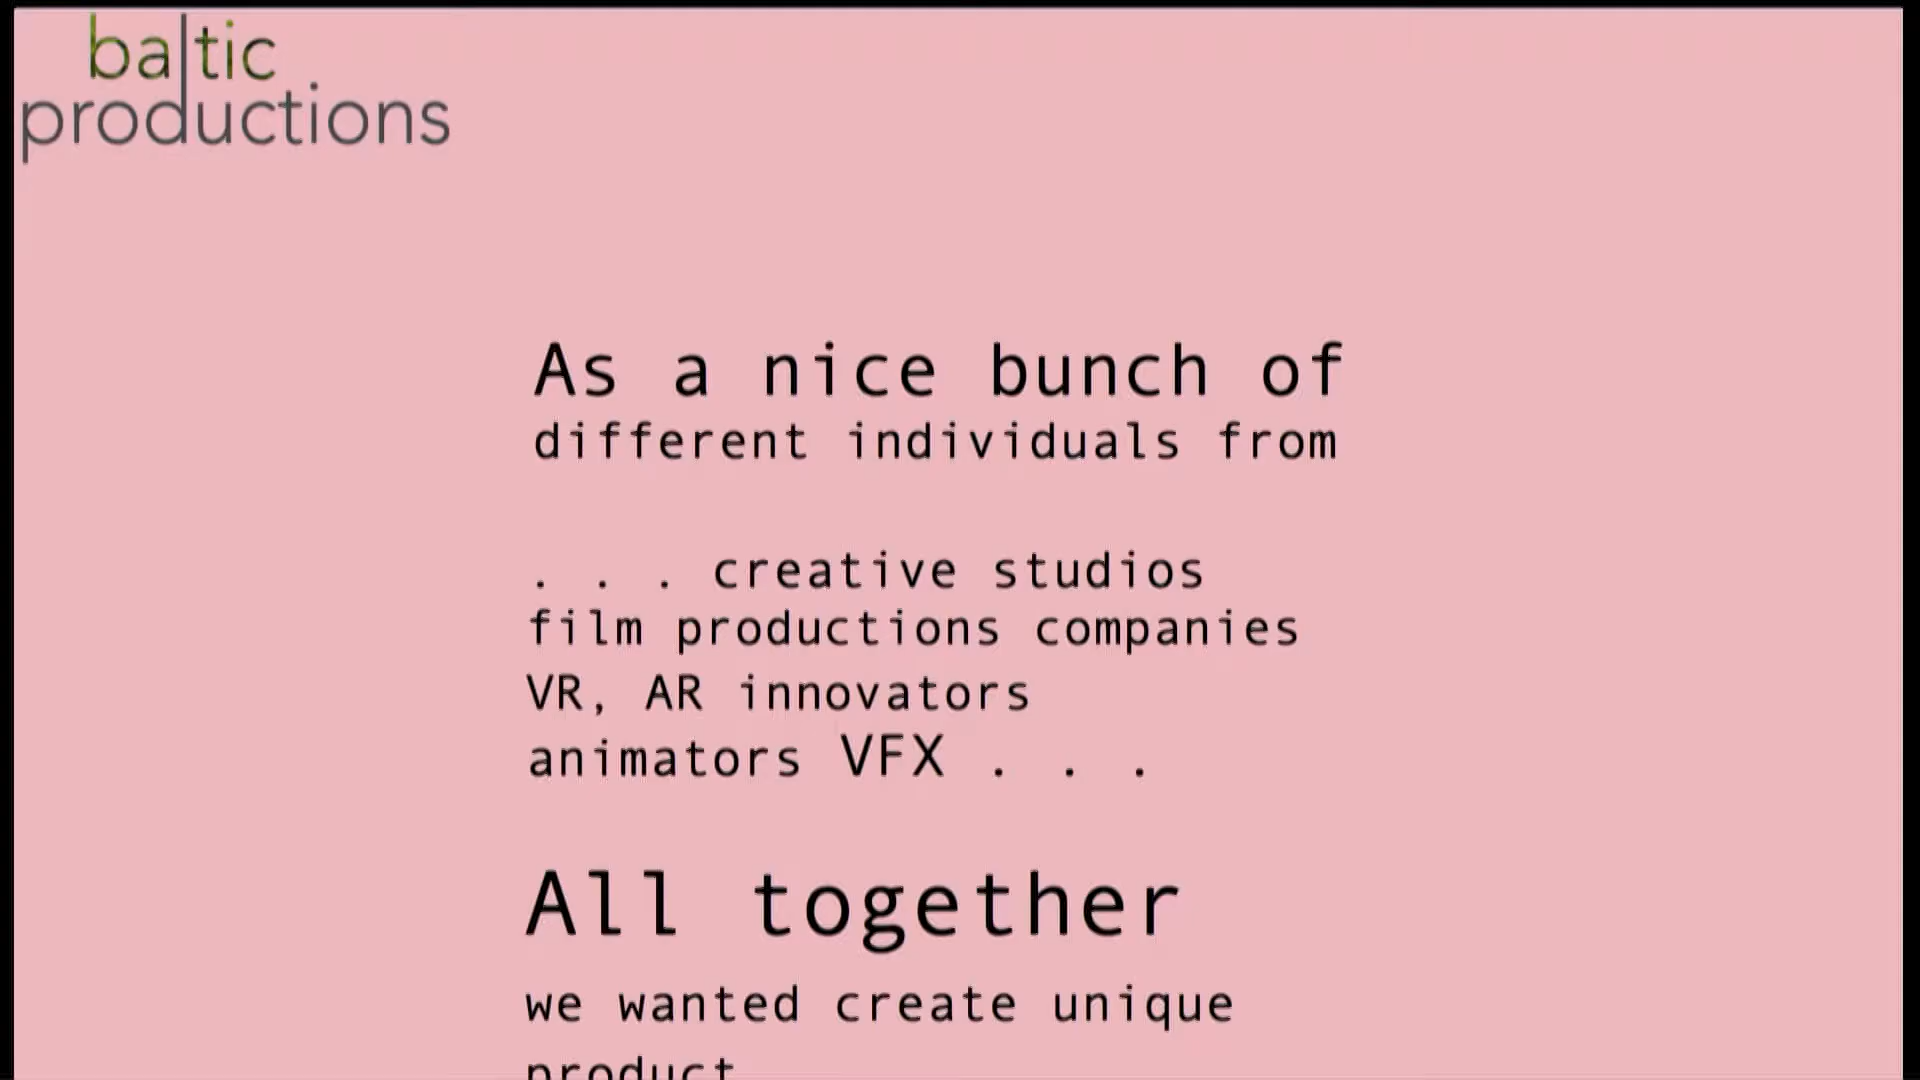 baltic
productions
As a nice bunch of
different individuals from
. . . creative studios
film productions companies
VR, AR innovators
animators VFX . . .
All together
we wanted create unique
product